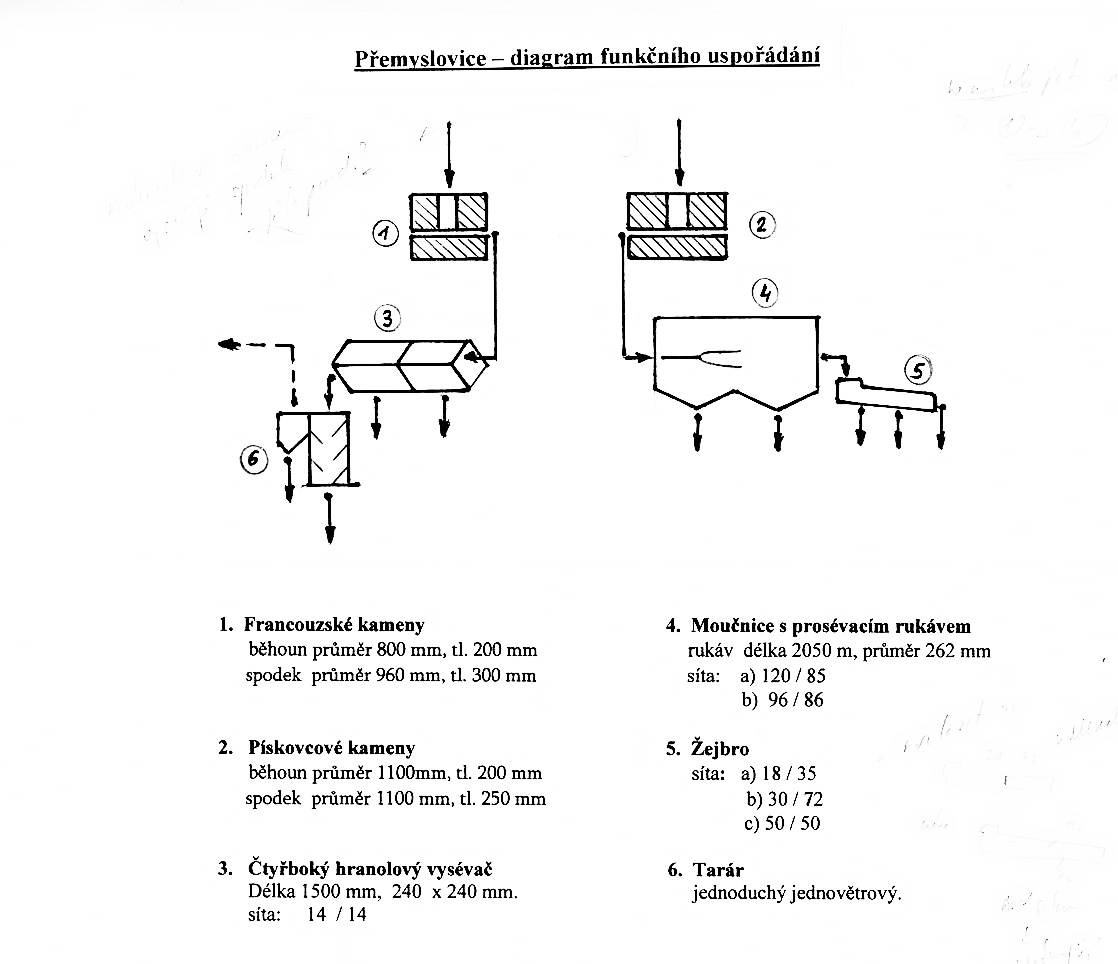 Přemyslovice – diagram funkčního uspořádání
1
2
3
4
5
6
1. Francouzské kameny
běhoun průměr 800 mm, tl. 200 mm
spodek průměr 960 mm, tl. 300 mm
2. Pískovcové kameny
běhoun průměr 1100mm, tl. 200 mm
spodek průměr 1100 mm, tl. 250 mm
3. Čtyřboký hranolový vysévač
Délka 1500 mm, 240 x 240 mm.
síta: 14 / 14
4. Moučnice s prosévacím rukávem
rukáv délka 2050 m, průměr 262 mm
síta: a) 120 / 85
b) 96 / 86
5. Žejbro
síta: a) 18 / 35
b) 30 / 72
c) 50 / 50
6. Tarár
jednoduchý jednovětrový.